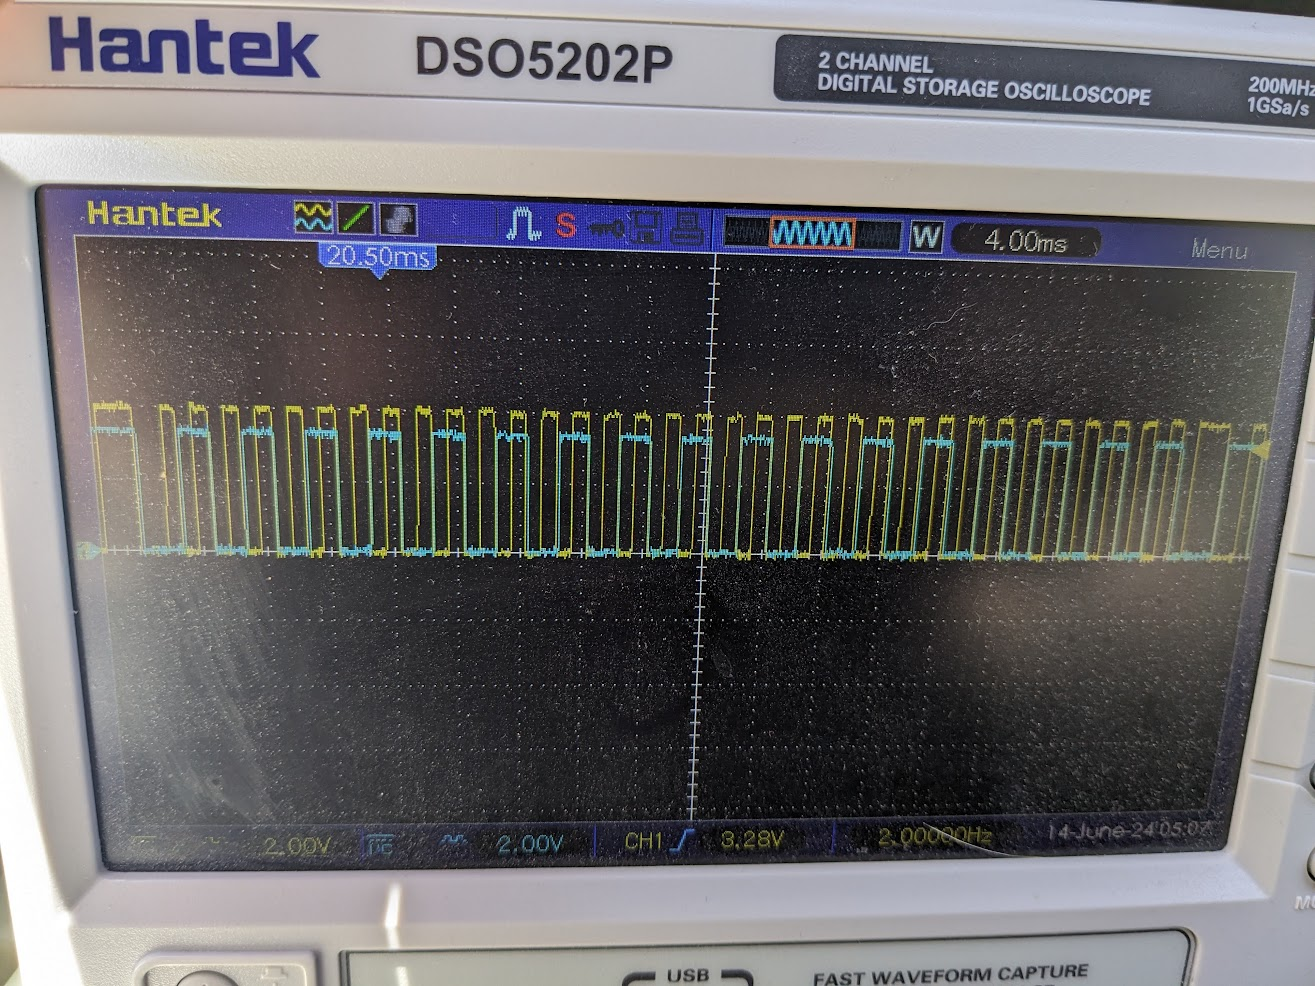 Hantek DSO5202P
2 CHANNEL
DIGITAL STORAGE OSCILLOSCOPE
200MHz
1GSa/s
Hantek S W 4.00ms Menu
20.50ms
2.00V 2.00V CH1 3.28V 2.00000Hz 14-June-24 05:07
USB
FAST WAVEFORM CAPTURE